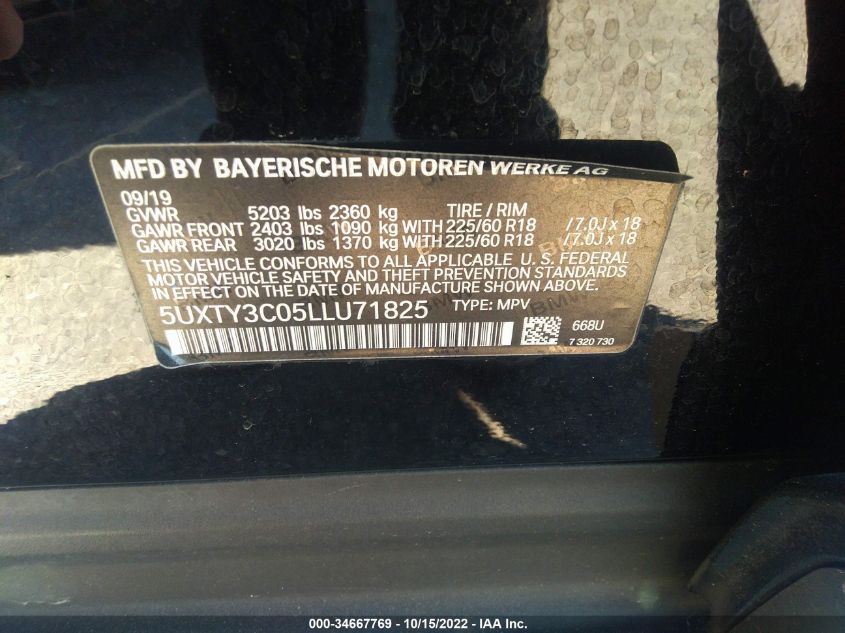 MFD BY BAYERISCHE MOTOREN WERKE AG
09/19
GVWR 5203 lbs 2360 kg TIRE / RIM
GAWR FRONT 2403 lbs 1090 kg WITH 225/60 R18 /7.0J x 18
GAWR REAR 3020 lbs 1370 kg WITH 225/60 R18 /7.0J x 18
THIS VEHICLE CONFORMS TO ALL APPLICABLE U. S. FEDERAL
MOTOR VEHICLE SAFETY AND THEFT PREVENTION STANDARDS
IN EFFECT ON THE DATE OF MANUFACTURE SHOWN ABOVE.
5UXTY3C05LLU71825 TYPE: MPV
668U
7 320 730
000-34667769 - 10/15/2022 - IAA Inc.